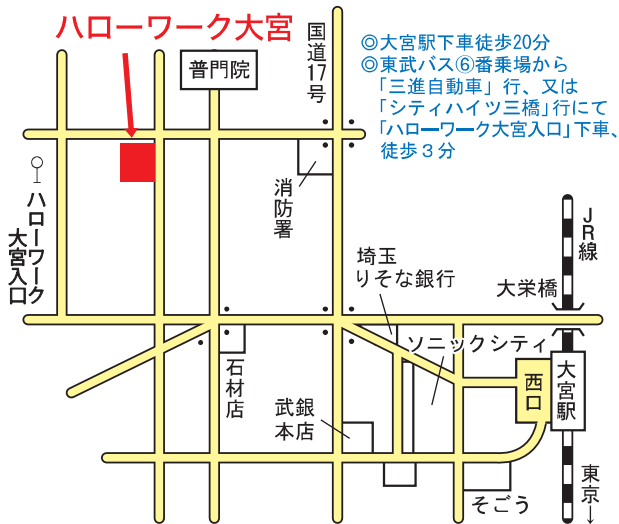 ハローワーク大宮
普門院
国道17号
◎大宮駅下車徒歩20分
◎東武バス⑥番乗場から
「三進自動車」行、又は
「シティハイツ三橋」行にて
「ハローワーク大宮入口」下車、
徒歩３分
消防署
ハローワーク
大宮入口
JR線
埼玉
りそな銀行
大栄橋
ソニックシティ
石材店
武銀
本店
西口
大宮駅
そごう
東京↓